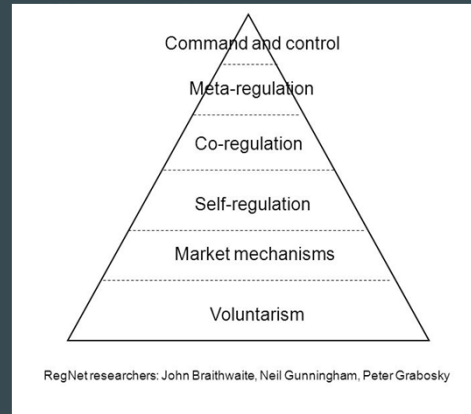 Command and control
Meta-regulation
Co-regulation
Self-regulation
Market mechanisms
Voluntarism
RegNet researchers: John Braithwaite, Neil Gunningham, Peter Grabosky